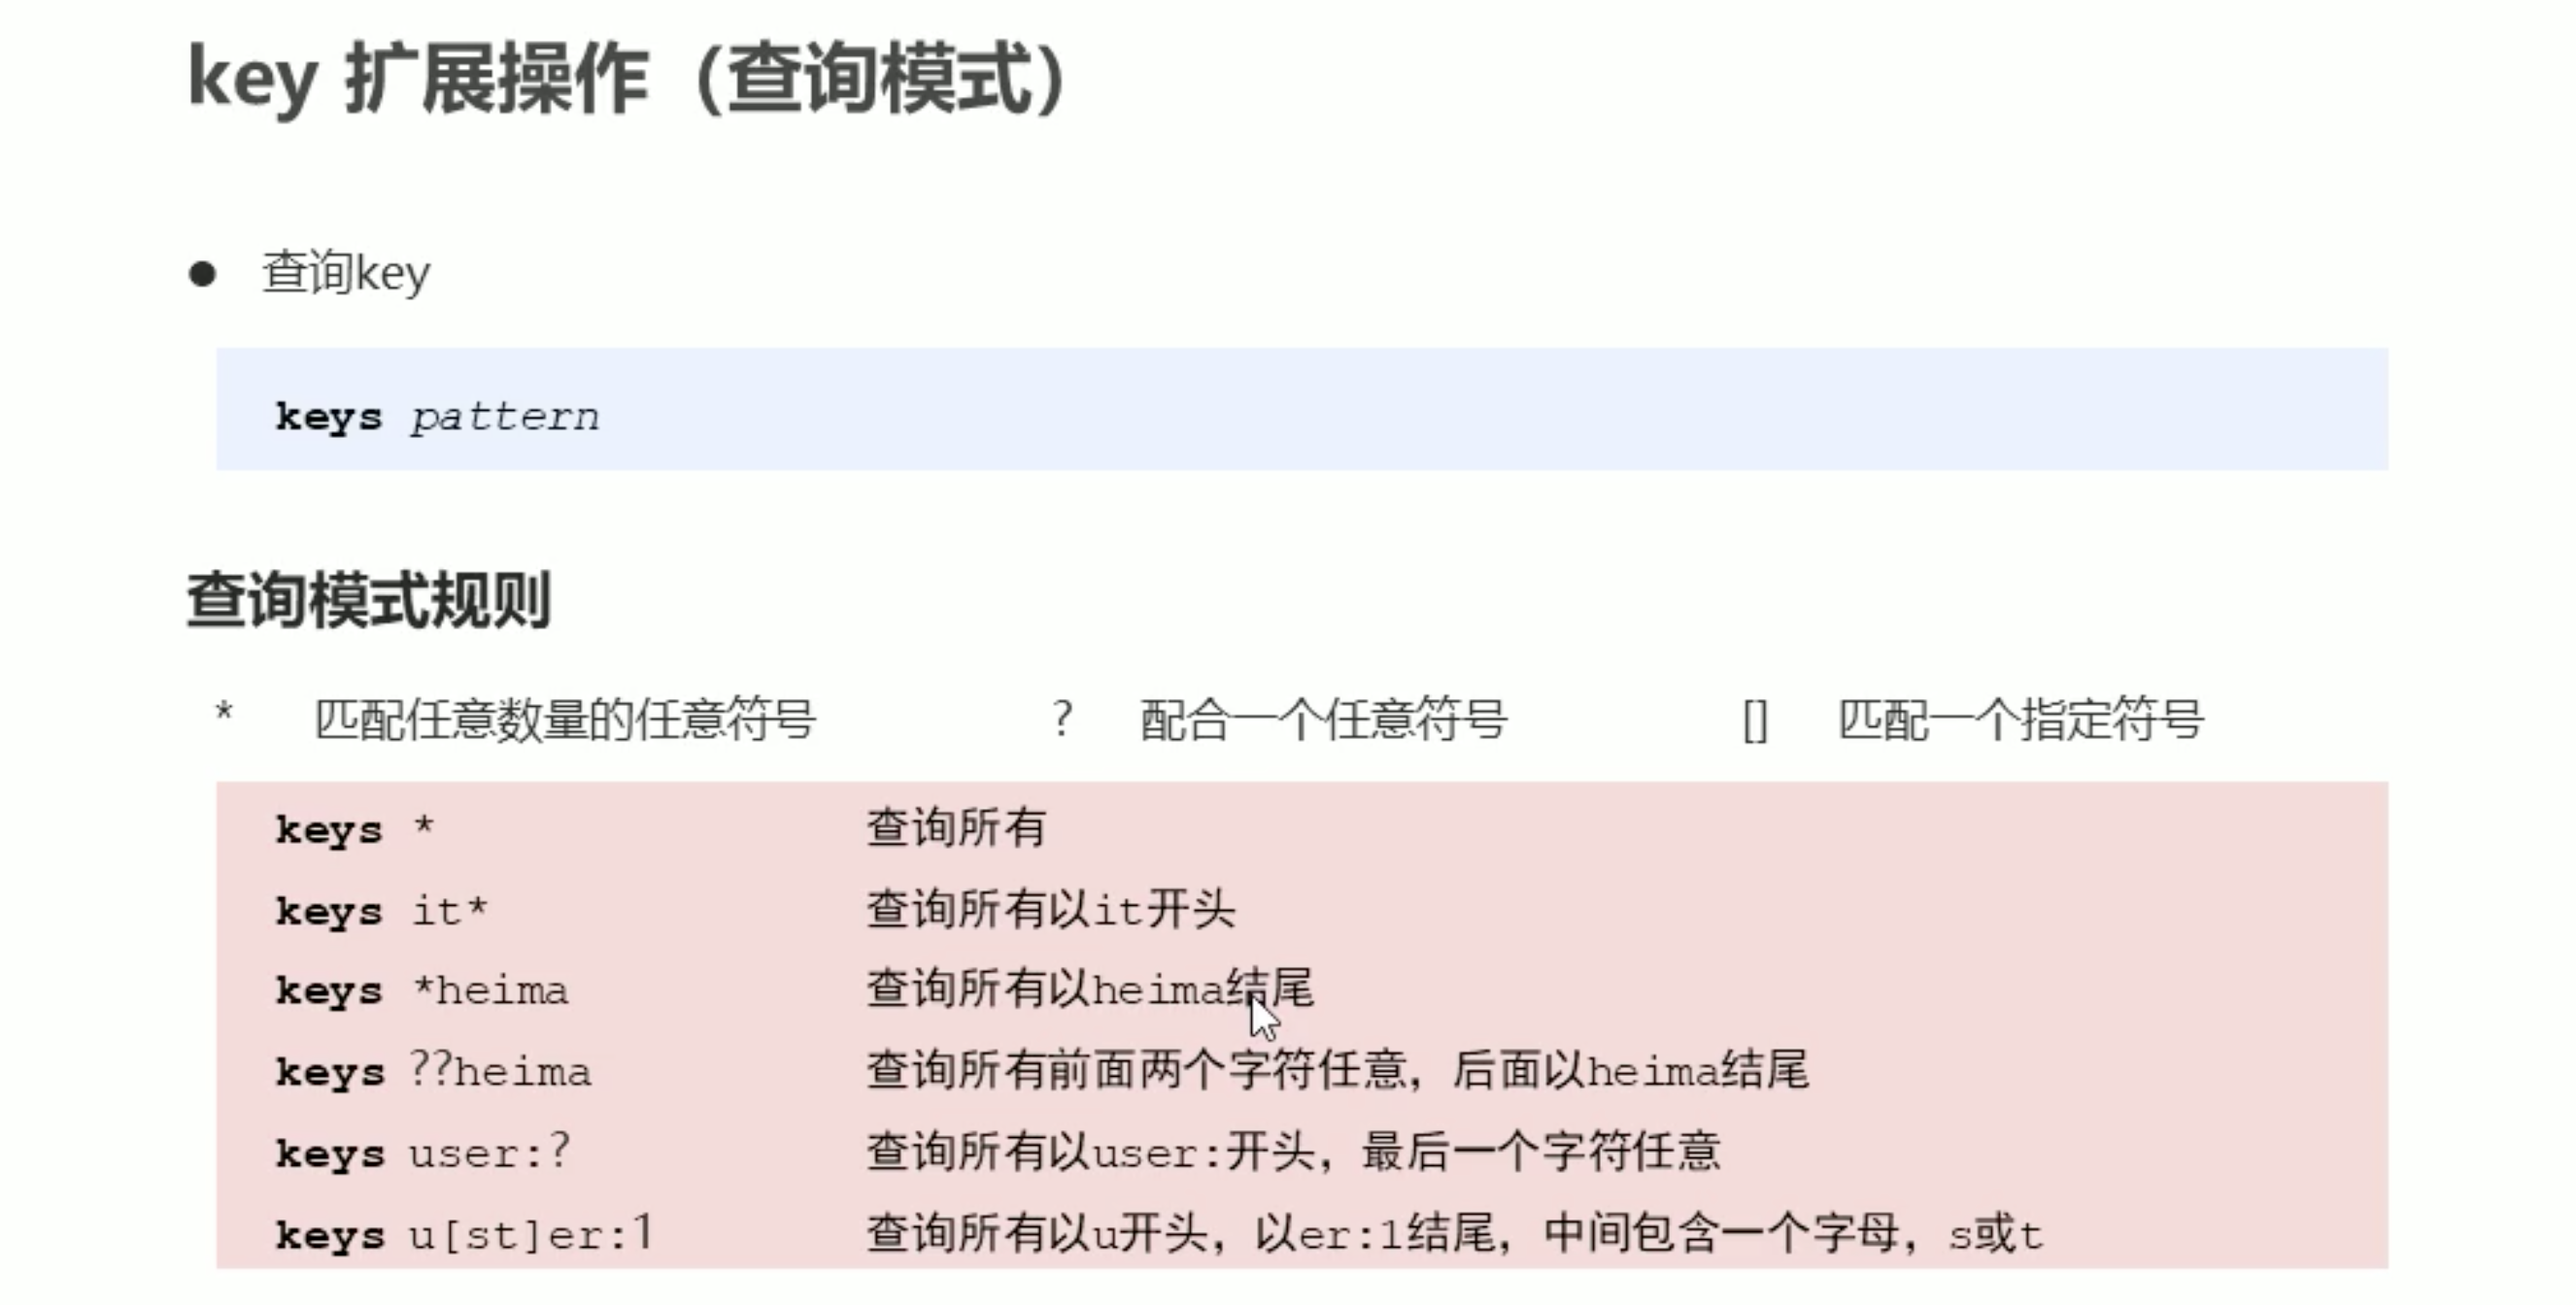 key 扩展操作（查询模式）
● 查询key
keys pattern
查询模式规则
* 匹配任意数量的任意符号 ? 配合一个任意符号 [] 匹配一个指定符号
keys * 查询所有
keys it* 查询所有以it开头
keys *heima 查询所有以heima结尾
keys ??heima 查询所有前面两个字符任意，后面以heima结尾
keys user:? 查询所有以user:开头，最后一个字符任意
keys u[st]er:1 查询所有以u开头，以er:1结尾，中间包含一个字母，s或t